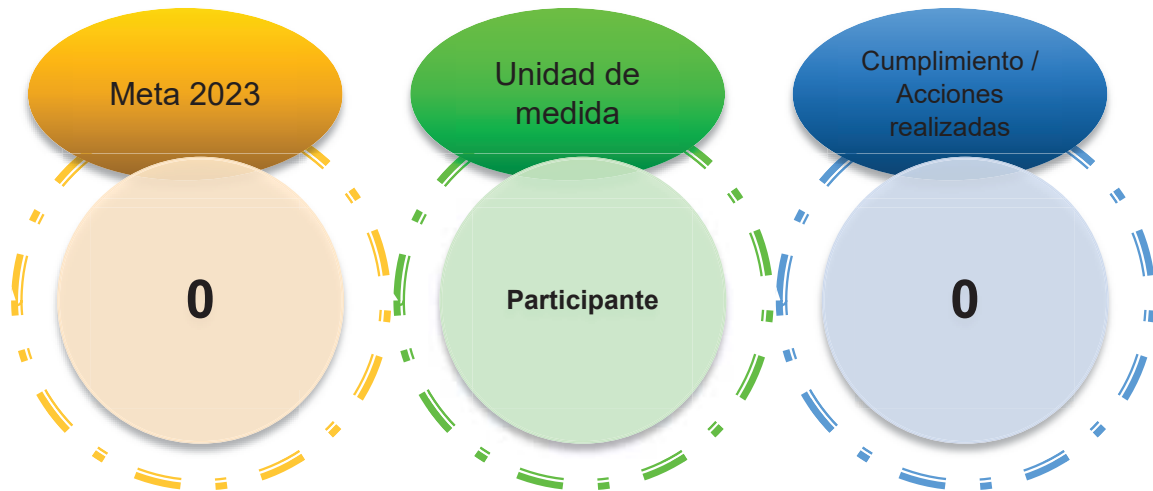 Meta 2023
Unidad de
medida
Cumplimiento /
Acciones
realizadas
0
Participante
0